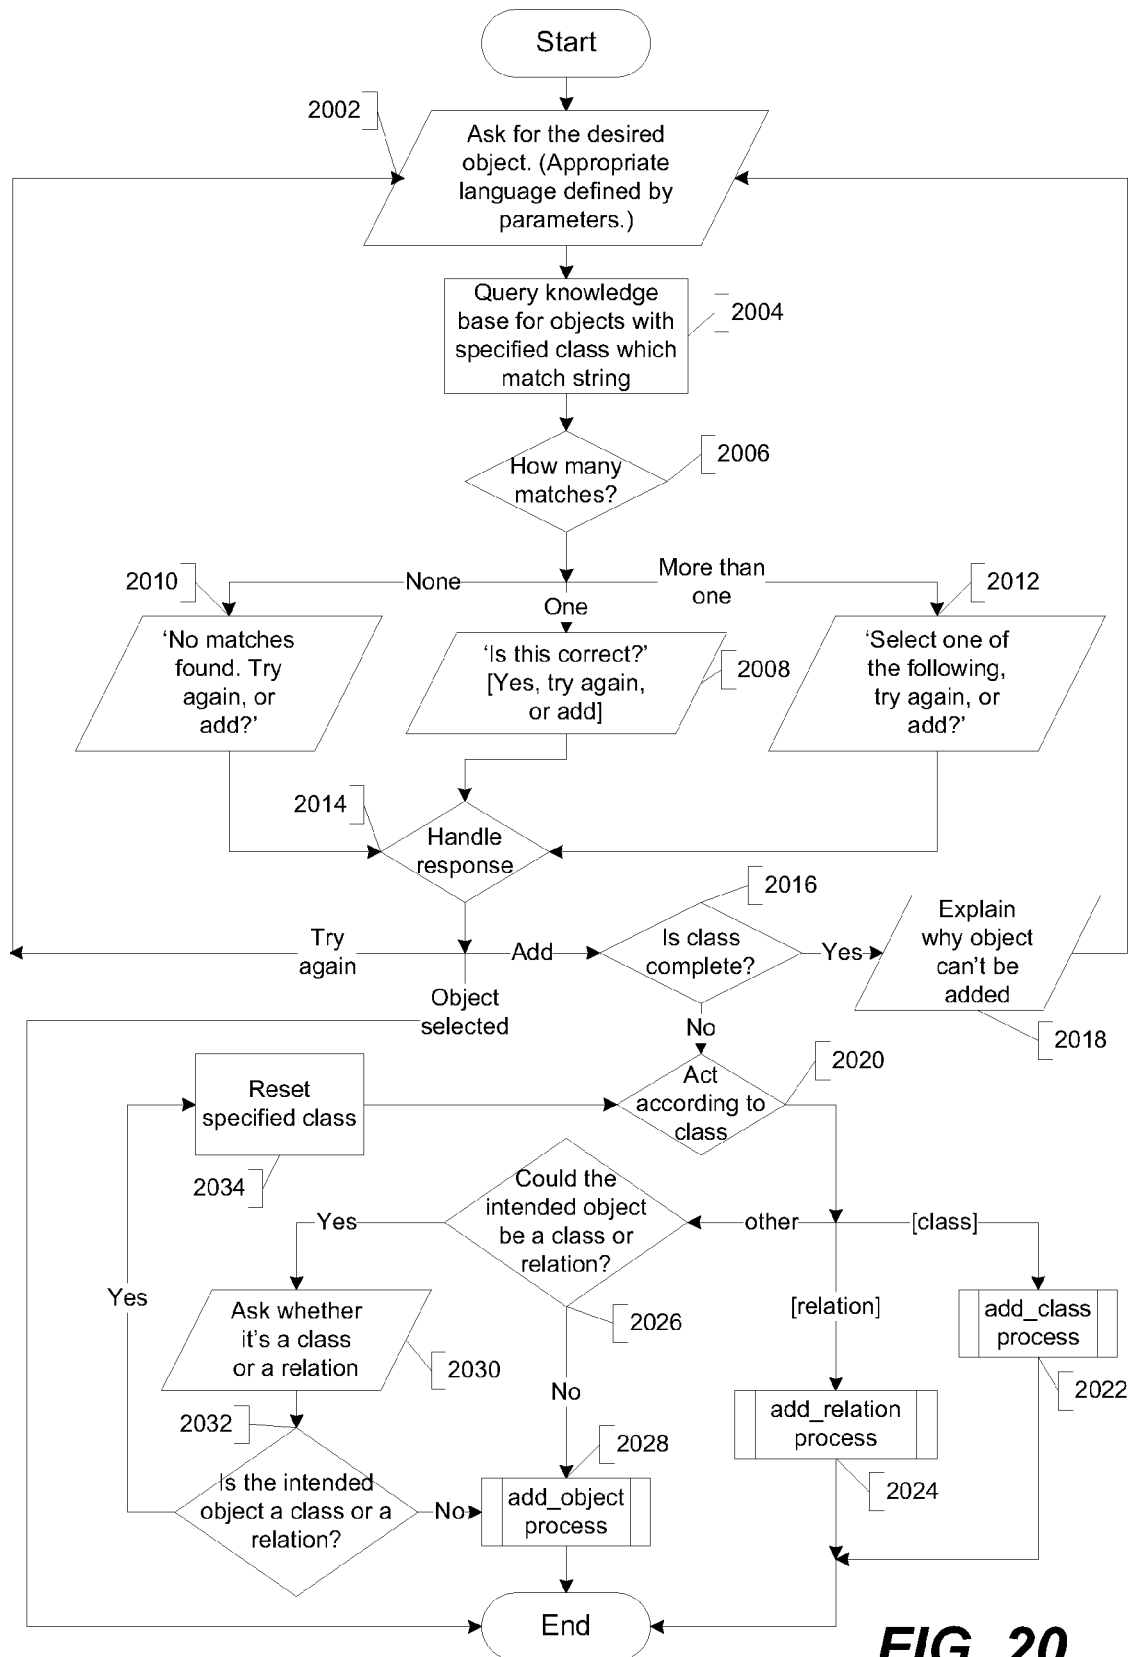 Start
2002
Ask for the desired
object. (Appropriate
language defined by
parameters.)
Query knowledge
base for objects with
specified class which
match string
2004
How many
matches?
2006
None
One
More than
one
2010
2012
‘No matches
found. Try
again, or
add?’
‘Is this correct?’
[Yes, try again,
or add]
2008
‘Select one of
the following,
try again, or
add?’
2014
Handle
response
2016
Try
again
Add
Is class
complete?
Yes
Explain
why object
can’t be
added
Object
selected
No
2018
2020
Reset
specified class
Act
according to
class
2034
Could the
intended object
be a class or
relation?
Yes
other
[class]
Yes
[relation]
Ask whether
it’s a class
or a relation
2026
add_class
process
2030
2022
No
2032
add_relation
process
2028
2024
Is the intended
object a class or a
relation?
No
add_object
process
End
FIG. 20